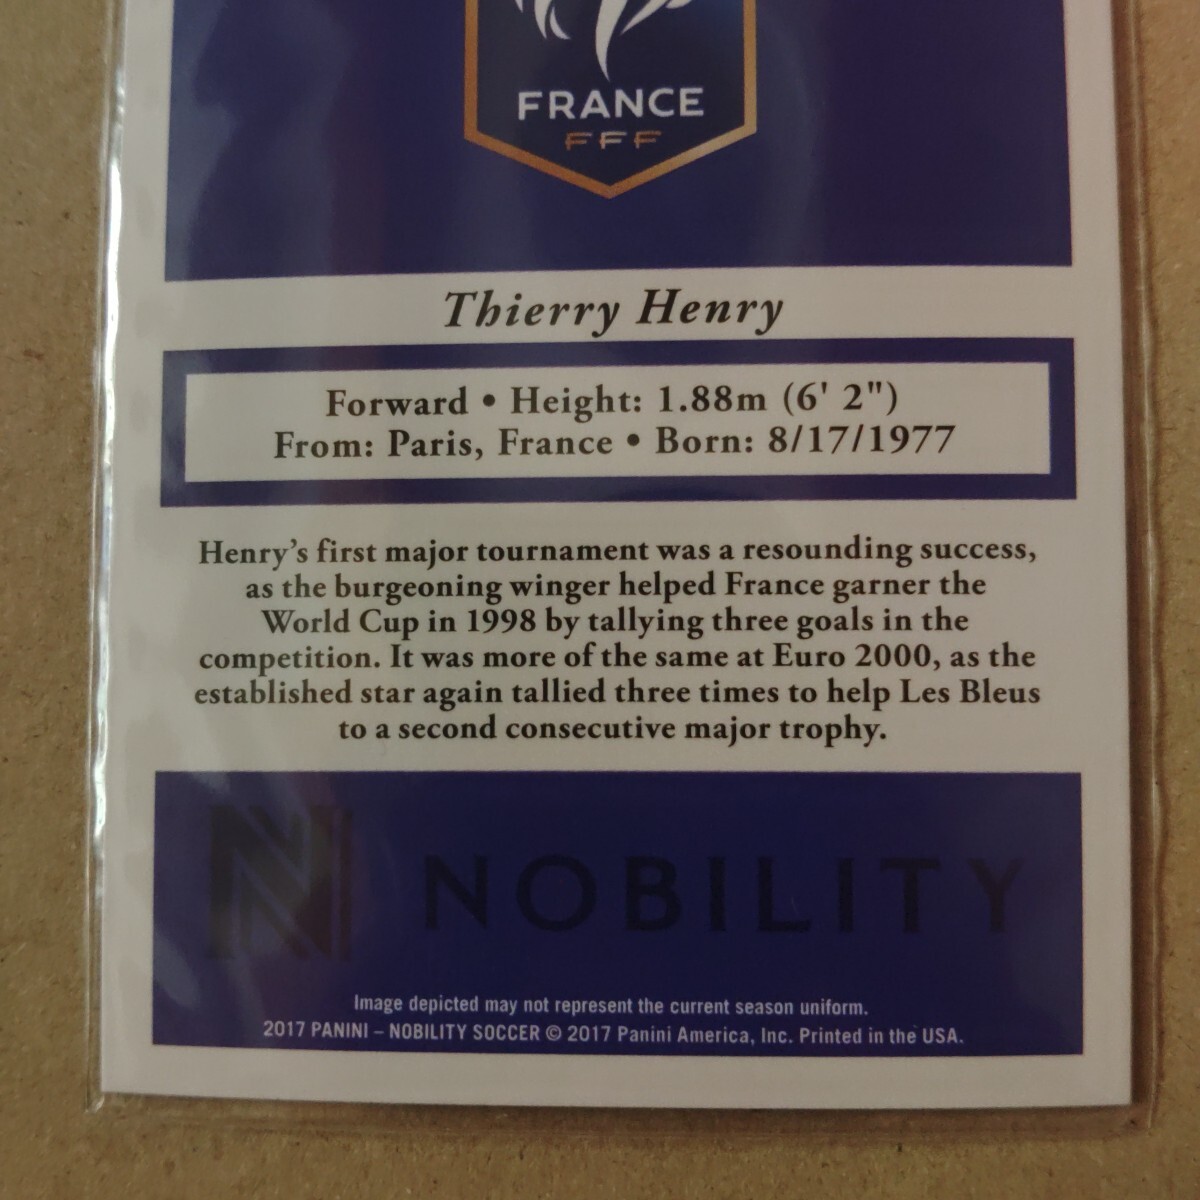 FRANCE
FFF
Thierry Henry
Forward • Height: 1.88m (6' 2")
From: Paris, France • Born: 8/17/1977
Henry's first major tournament was a resounding success,
as the burgeoning winger helped France garner the
World Cup in 1998 by tallying three goals in the
competition. It was more of the same at Euro 2000, as the
established star again tallied three times to help Les Bleus
to a second consecutive major trophy.
N NOBILITY
Image depicted may not represent the current season uniform.
2017 PANINI – NOBILITY SOCCER © 2017 Panini America, Inc. Printed in the USA.